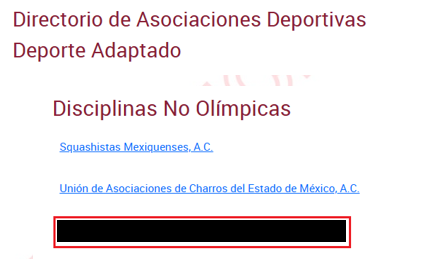 Directorio de Asociaciones Deportivas
Deporte Adaptado
Disciplinas No Olímpicas
Squashistas Mexiquenses, A.C.
Unión de Asociaciones de Charros del Estado de México, A.C.